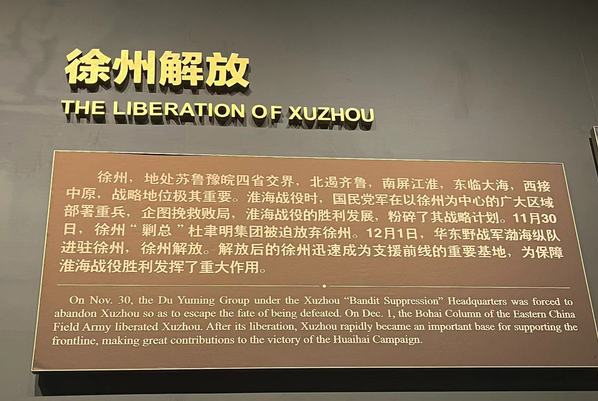 徐州解放
THE LIBERATION OF XUZHOU
徐州，地处苏鲁豫皖四省交界，北遏齐鲁，南屏江淮，东临大海，西接
中原，战略地位极其重要。淮海战役时，国民党军在以徐州为中心的广大区域
部署重兵，企图挽救败局，淮海战役的胜利发展，粉碎了其战略计划。11月30
日，徐州“剿总”杜聿明集团被迫放弃徐州。12月1日，华东野战军渤海纵队
进驻徐州，徐州解放。解放后的徐州迅速成为支援前线的重要基地，为保障
淮海战役胜利发挥了重大作用。
On Nov. 30, the Du Yuming Group under the Xuzhou “Bandit Suppression” Headquarters was forced to
abandon Xuzhou so as to escape the fate of being defeated. On Dec. 1, the Bohai Column of the Eastern China
Field Army liberated Xuzhou. After its liberation, Xuzhou rapidly became an important base for supporting the
frontline, making great contributions to the victory of the Huaihai Campaign.